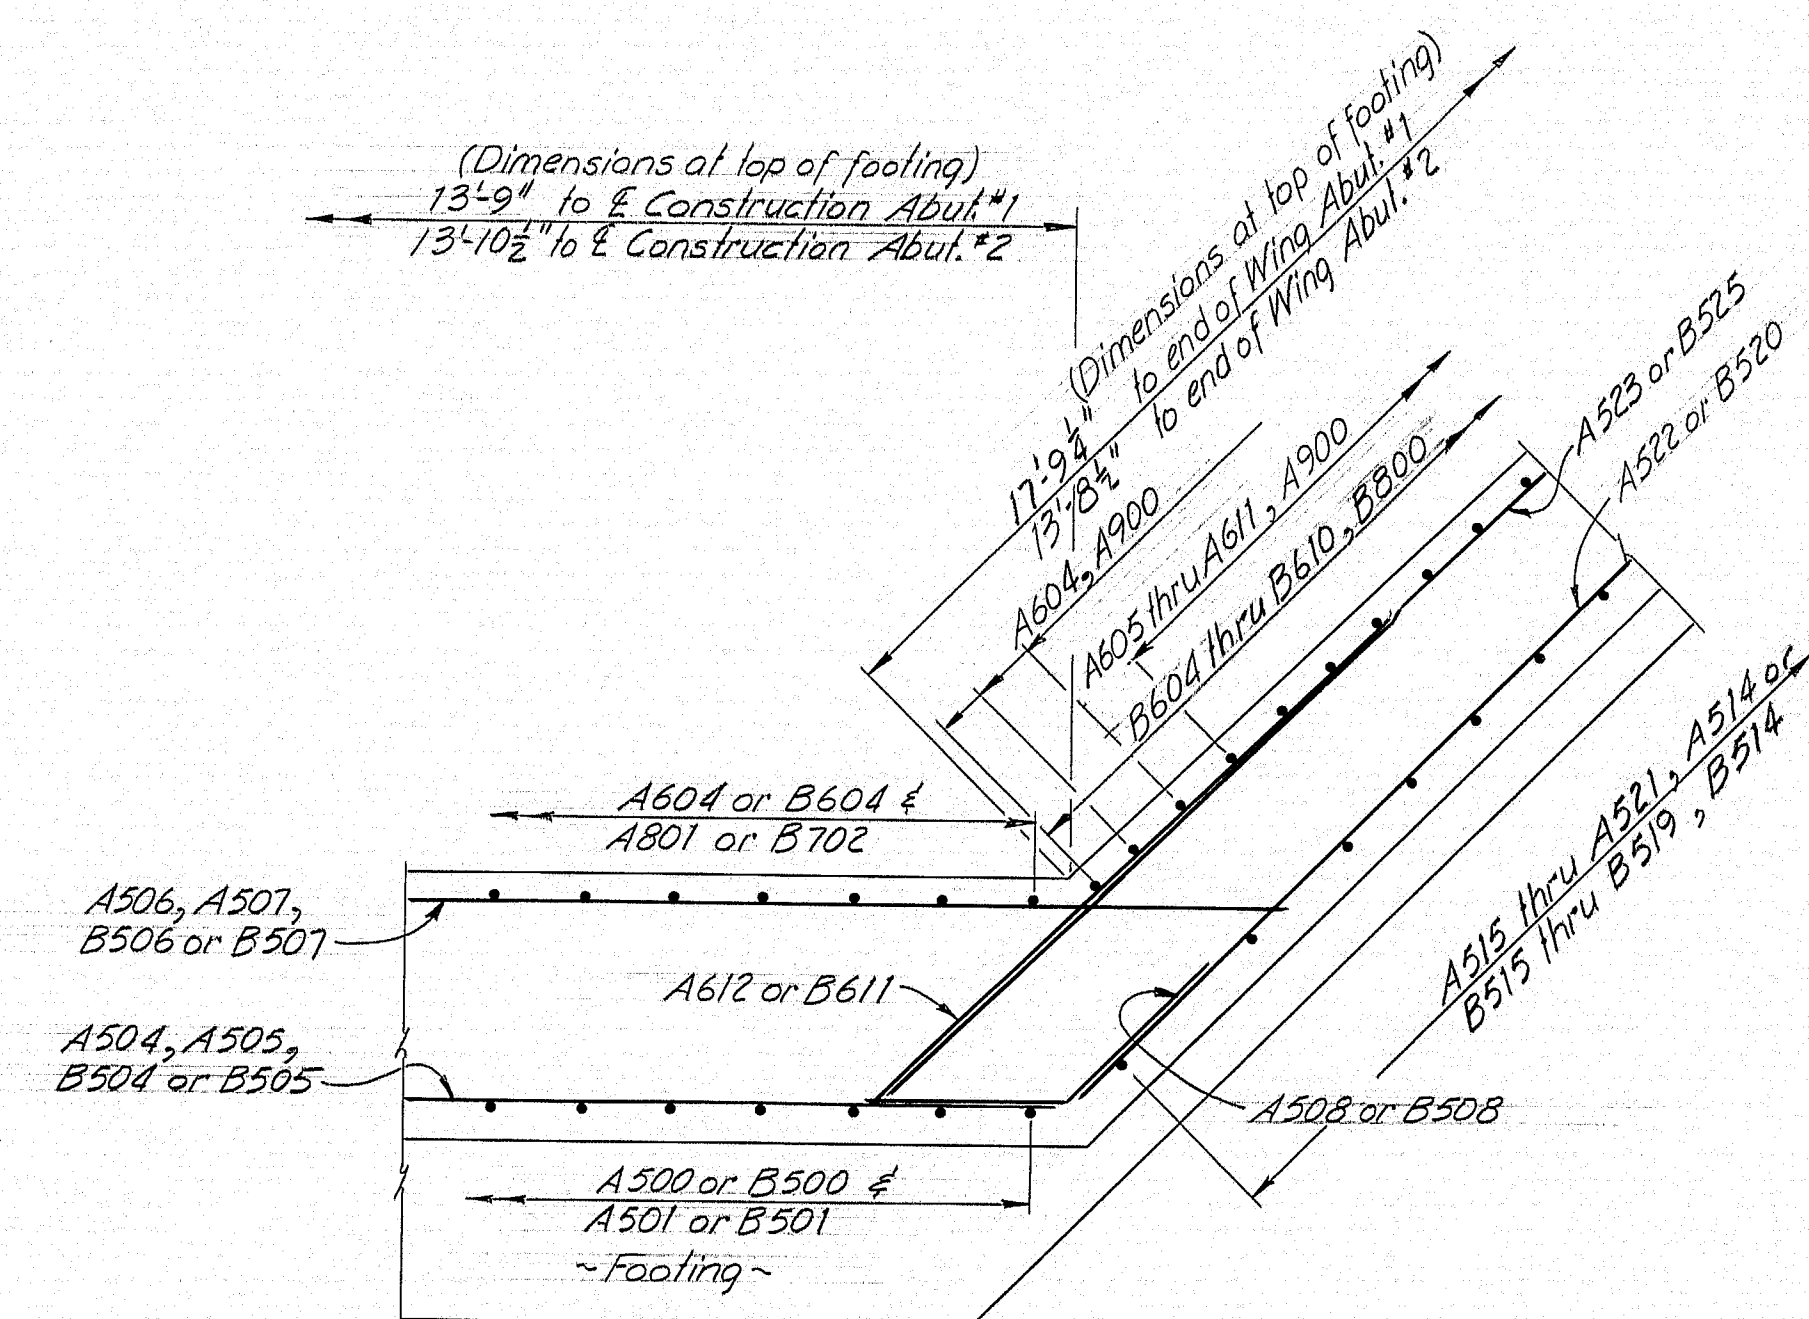 (Dimensions at top of footing)
13'-9" to ℄ Construction Abut. #1
13'-10½" to ℄ Construction Abut. #2
(Dimensions at top of footing)
17'-9¼" to end of Wing Abut. #1
13'-8½" to end of Wing Abut. #2
A604, A900
A605 thru A611, A900
B604 thru B610, B800
A523 or B525
A522 or B520
A604 or B604 &
A801 or B702
A506, A507,
B506 or B507
A612 or B611
A504, A505,
B504 or B505
A508 or B508
A515 thru A521, A514 or
B515 thru B519, B514
A500 or B500 &
A501 or B501
~Footing~